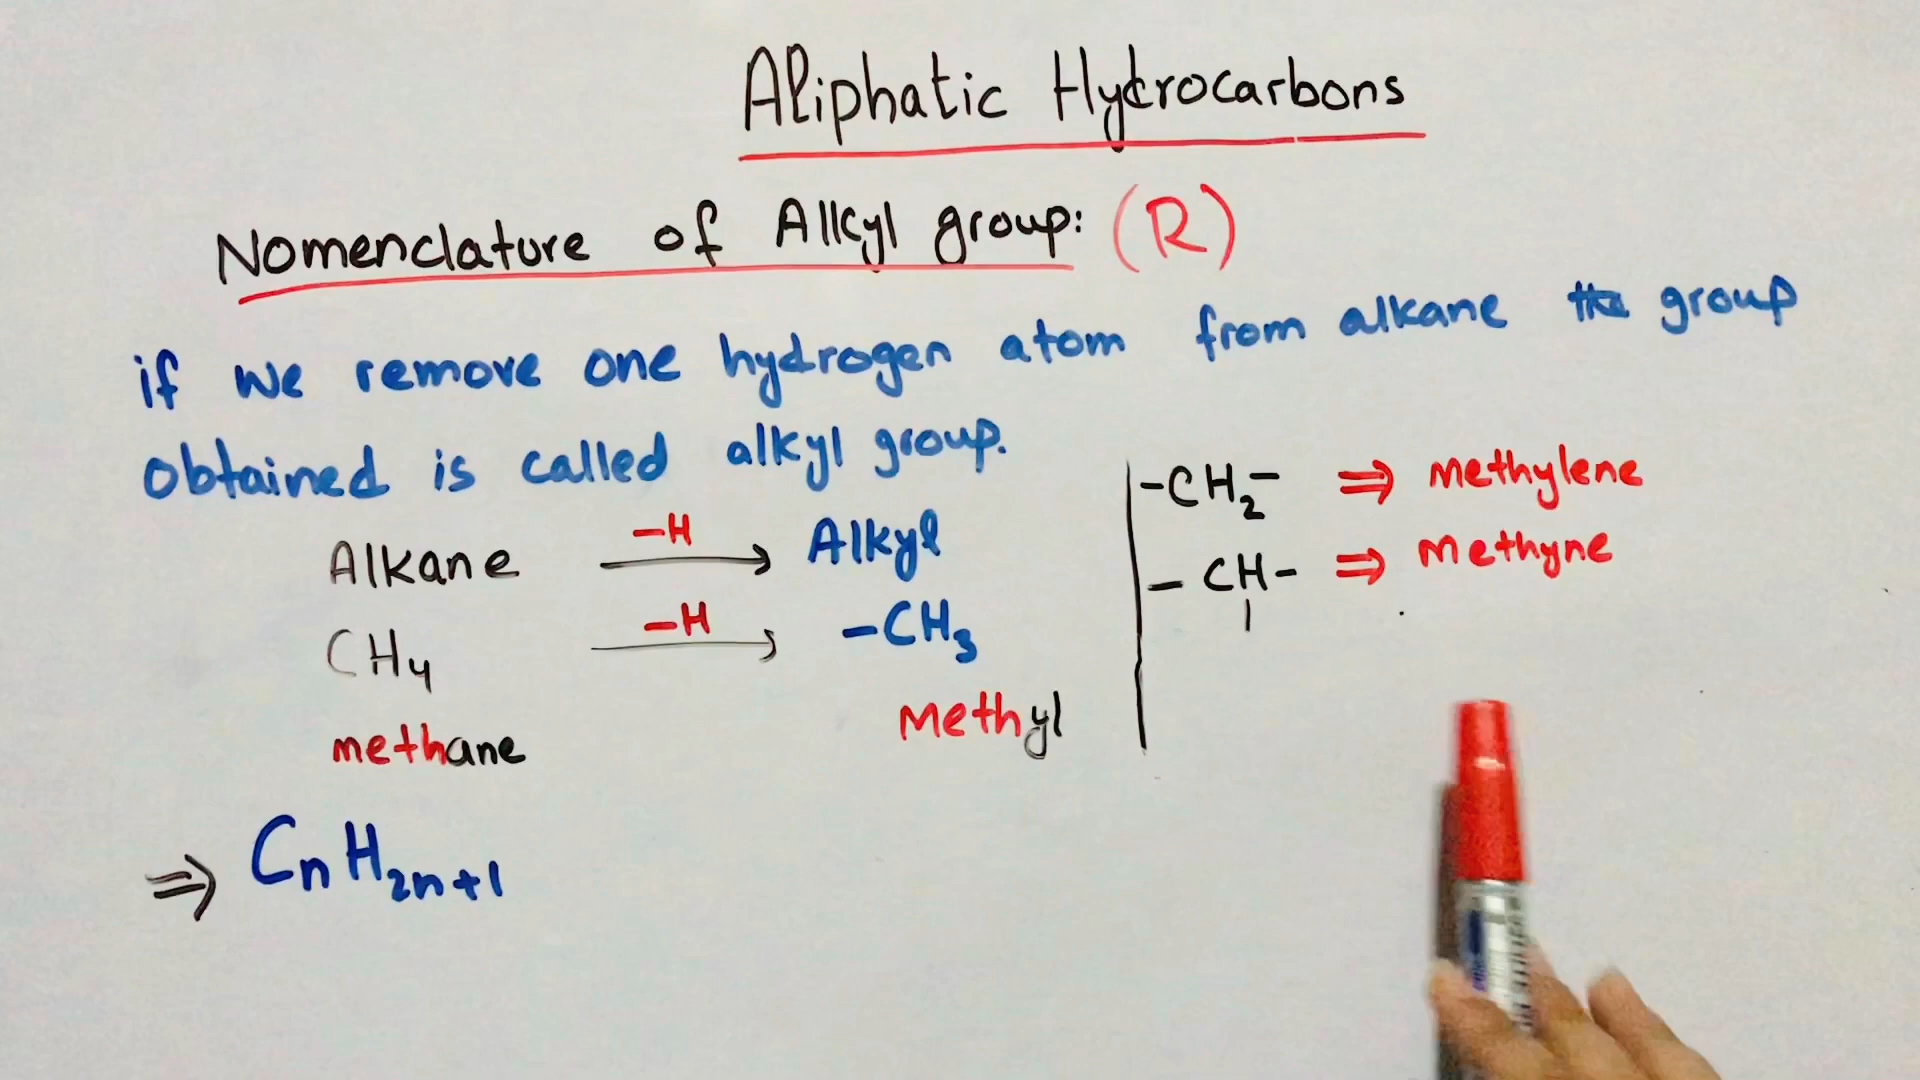 Aliphatic Hydrocarbons
Nomenclature of Alkyl group: (R)
if we remove one hydrogen atom from alkane the group
obtained is called alkyl group.
Alkane —H → Alkyl
CH4 —H → -CH3
methane Methyl
⇒ CnH2n+1
-CH2- ⇒ Methylene
-CH- ⇒ Methyne